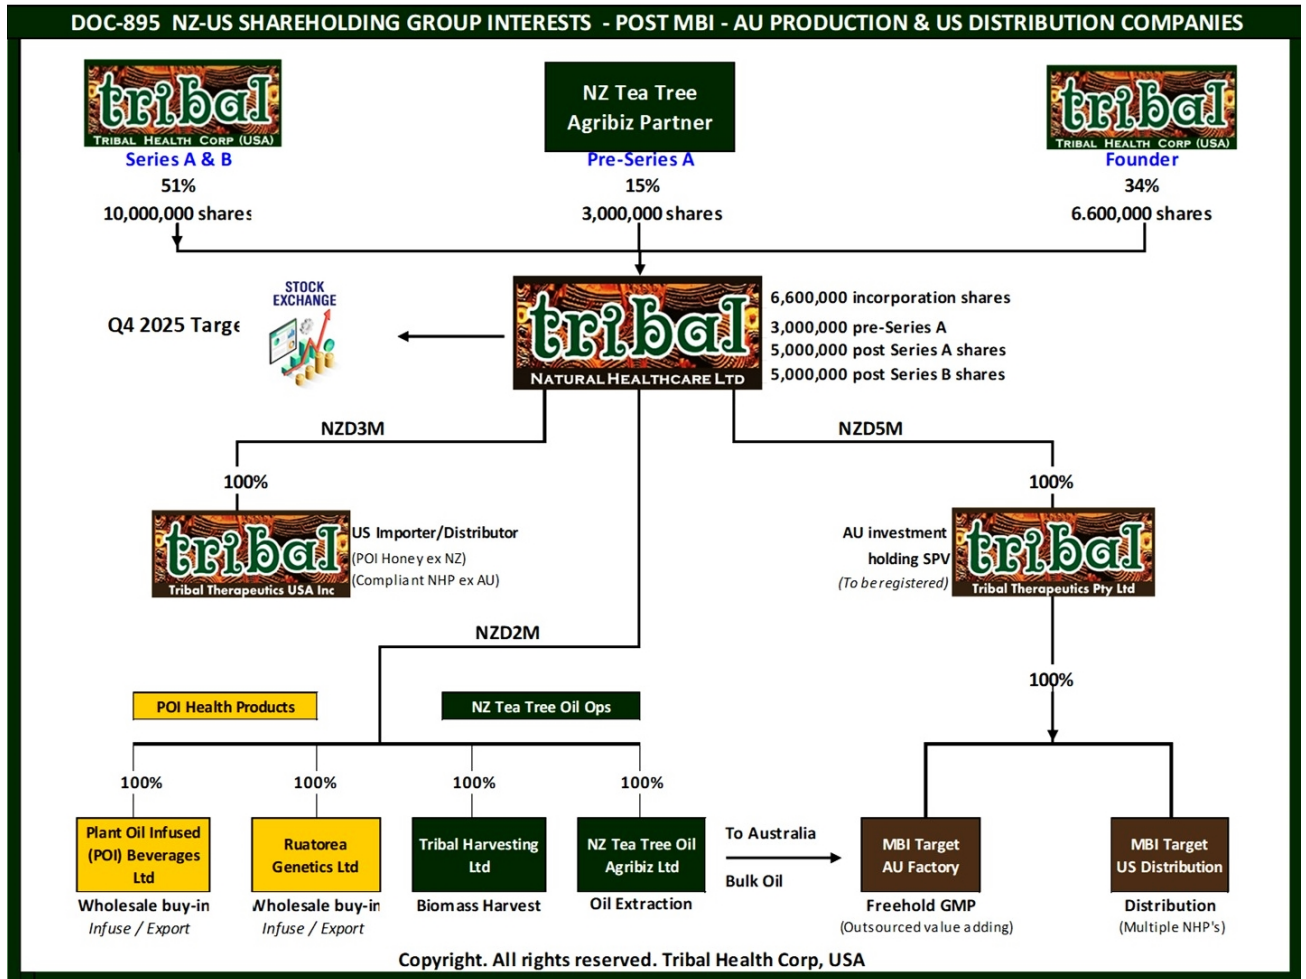 DOC-895 NZ-US SHAREHOLDING GROUP INTERESTS - POST MBI - AU PRODUCTION & US DISTRIBUTION COMPANIES
tribal
TRIBAL HEALTH CORP (USA)
Series A & B
51%
10,000,000 shares
NZ Tea Tree
Agribiz Partner
Pre-Series A
15%
3,000,000 shares
tribal
TRIBAL HEALTH CORP (USA)
Founder
34%
6.600,000 shares
Q4 2025 Targe
STOCK
EXCHANGE
tribal
NATURAL HEALTHCARE LTD
6,600,000 incorporation shares
3,000,000 pre-Series A
5,000,000 post Series A shares
5,000,000 post Series B shares
NZD3M
NZD5M
100%
100%
tribal
Tribal Therapeutics USA Inc
US Importer/Distributor
(POI Honey ex NZ)
(Compliant NHP ex AU)
AU investment
holding SPV
(To be registered)
tribal
Tribal Therapeutics Pty Ltd
NZD2M
100%
POI Health Products
NZ Tea Tree Oil Ops
100%
100%
100%
100%
Plant Oil Infused
(POI) Beverages
Ltd
Wholesale buy-in
Infuse / Export
Ruatorea
Genetics Ltd
Wholesale buy-in
Infuse / Export
Tribal Harvesting
Ltd
Biomass Harvest
NZ Tea Tree Oil
Agribiz Ltd
Oil Extraction
To Australia
Bulk Oil
MBI Target
AU Factory
Freehold GMP
(Outsourced value adding)
MBI Target
US Distribution
Distribution
(Multiple NHP's)
Copyright. All rights reserved. Tribal Health Corp, USA